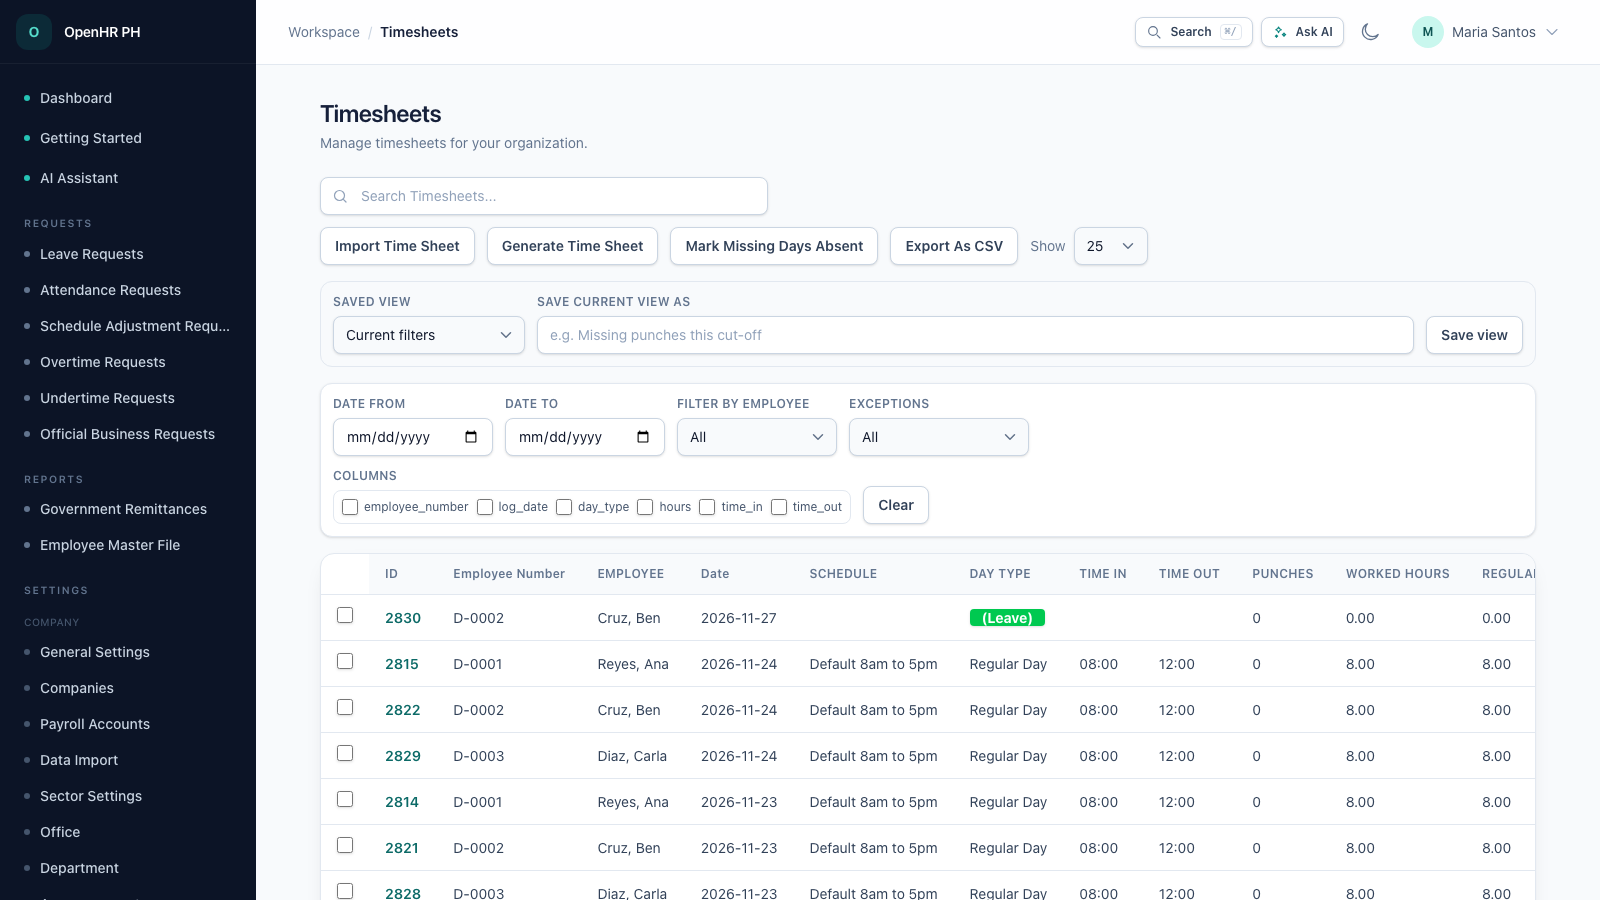 O
OpenHR PH
Workspace / Timesheets
Search ⌘/
Ask AI
M
Maria Santos
Dashboard
Getting Started
AI Assistant
REQUESTS
Leave Requests
Attendance Requests
Schedule Adjustment Requ...
Overtime Requests
Undertime Requests
Official Business Requests
REPORTS
Government Remittances
Employee Master File
SETTINGS
COMPANY
General Settings
Companies
Payroll Accounts
Data Import
Sector Settings
Office
Department
Timesheets
Manage timesheets for your organization.
Search Timesheets...
Import Time Sheet
Generate Time Sheet
Mark Missing Days Absent
Export As CSV
Show 25
SAVED VIEW
Current filters
SAVE CURRENT VIEW AS
e.g. Missing punches this cut-off
Save view
DATE FROM DATE TO FILTER BY EMPLOYEE EXCEPTIONS
mm/dd/yyyy mm/dd/yyyy All All
COLUMNS
employee_number log_date day_type hours time_in time_out
Clear
ID Employee Number EMPLOYEE Date SCHEDULE DAY TYPE TIME IN TIME OUT PUNCHES WORKED HOURS REGULAR
2830 D-0002 Cruz, Ben 2026-11-27 (Leave) 0 0.00 0.00
2815 D-0001 Reyes, Ana 2026-11-24 Default 8am to 5pm Regular Day 08:00 12:00 0 8.00 8.00
2822 D-0002 Cruz, Ben 2026-11-24 Default 8am to 5pm Regular Day 08:00 12:00 0 8.00 8.00
2829 D-0003 Diaz, Carla 2026-11-24 Default 8am to 5pm Regular Day 08:00 12:00 0 8.00 8.00
2814 D-0001 Reyes, Ana 2026-11-23 Default 8am to 5pm Regular Day 08:00 12:00 0 8.00 8.00
2821 D-0002 Cruz, Ben 2026-11-23 Default 8am to 5pm Regular Day 08:00 12:00 0 8.00 8.00
2828 D-0003 Diaz, Carla 2026-11-23 Default 8am to 5pm Regular Day 08:00 12:00 0 8.00 8.00